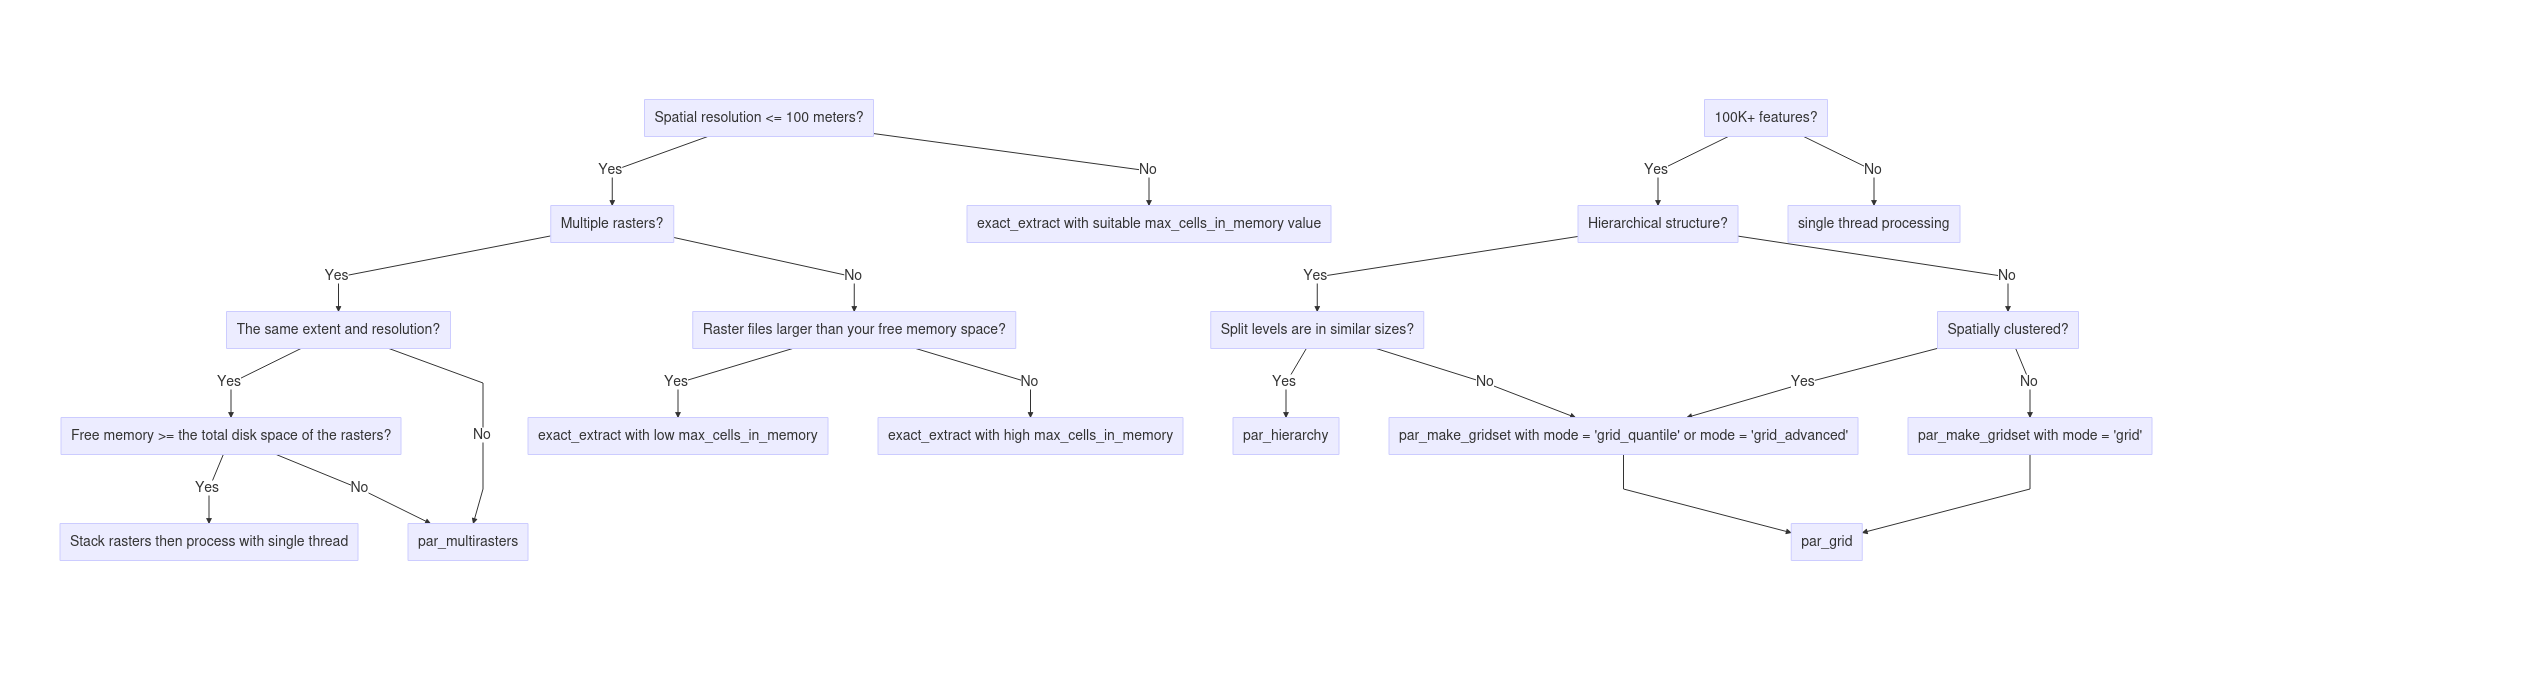 Spatial resolution <= 100 meters?
100K+ features?
Yes
No
Yes
No
Multiple rasters?
exact_extract with suitable max_cells_in_memory value
Hierarchical structure?
single thread processing
Yes
No
Yes
No
The same extent and resolution?
Raster files larger than your free memory space?
Split levels are in similar sizes?
Spatially clustered?
Yes
Yes
No
Yes
No
Yes
No
Free memory >= the total disk space of the rasters?
No
exact_extract with low max_cells_in_memory
exact_extract with high max_cells_in_memory
par_hierarchy
par_make_gridset with mode = 'grid_quantile' or mode = 'grid_advanced'
par_make_gridset with mode = 'grid'
Yes
No
Stack rasters then process with single thread
par_multirasters
par_grid